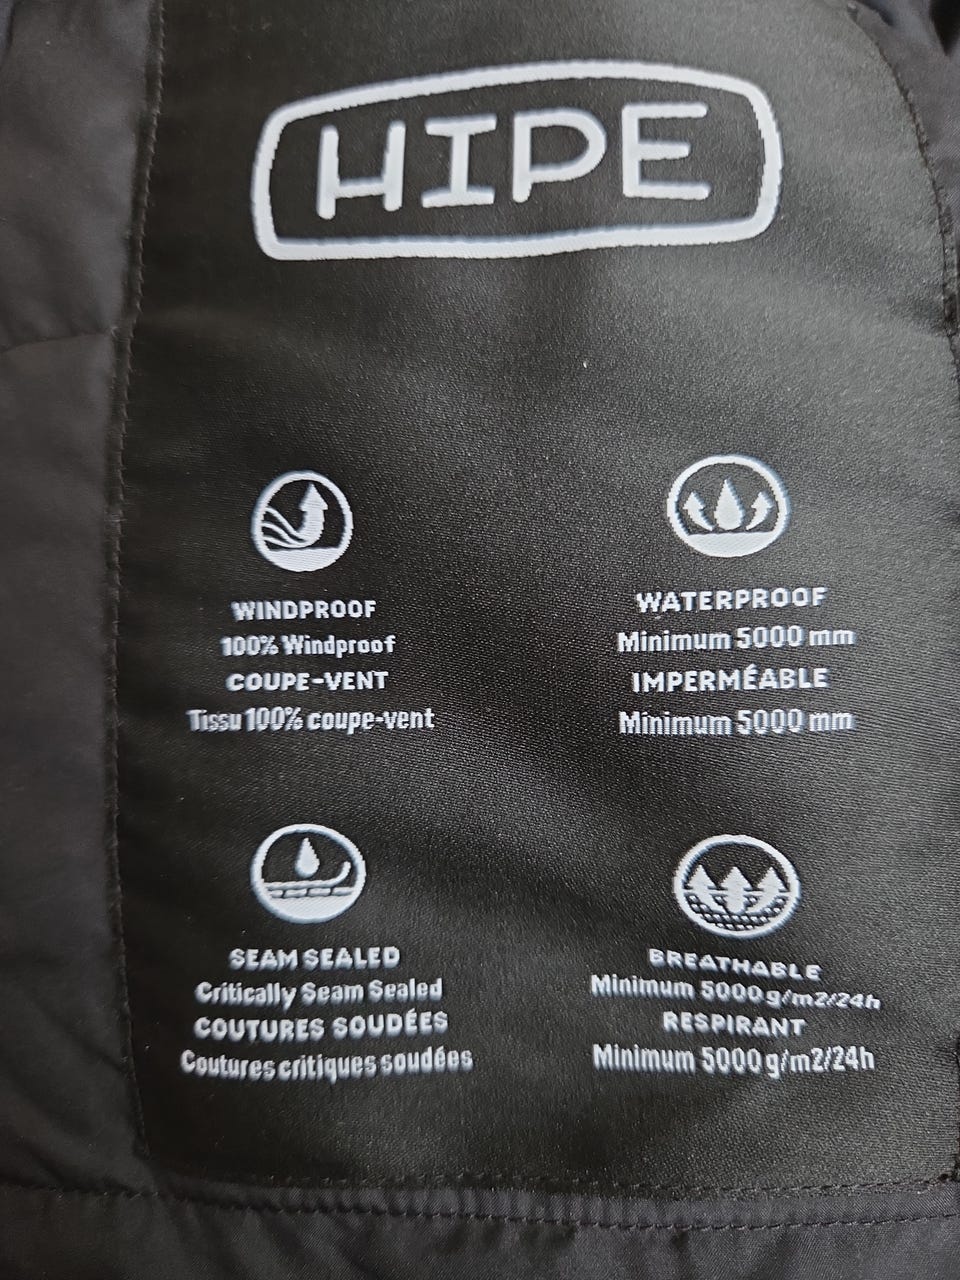 HIPE
WINDPROOF
100% Windproof
COUPE-VENT
Tissu 100% coupe-vent
WATERPROOF
Minimum 5000 mm
IMPERMÉABLE
Minimum 5000 mm
SEAM SEALED
Critically Seam Sealed
COUTURES SOUDÉES
Coutures critiques soudées
BREATHABLE
Minimum 5000 g/m2/24h
RESPIRANT
Minimum 5000 g/m2/24h